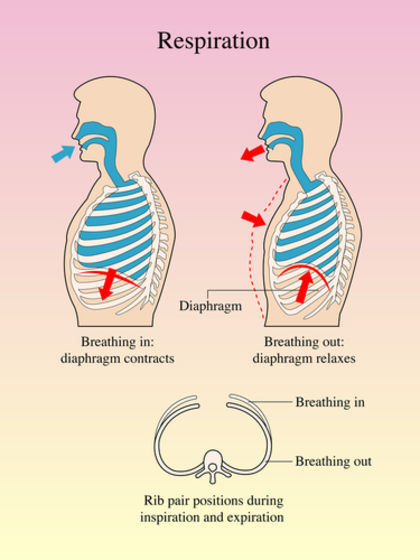 Respiration
Diaphragm
Breathing in:
diaphragm contracts
Breathing out:
diaphragm relaxes
Breathing in
Breathing out
Rib pair positions during
inspiration and expiration